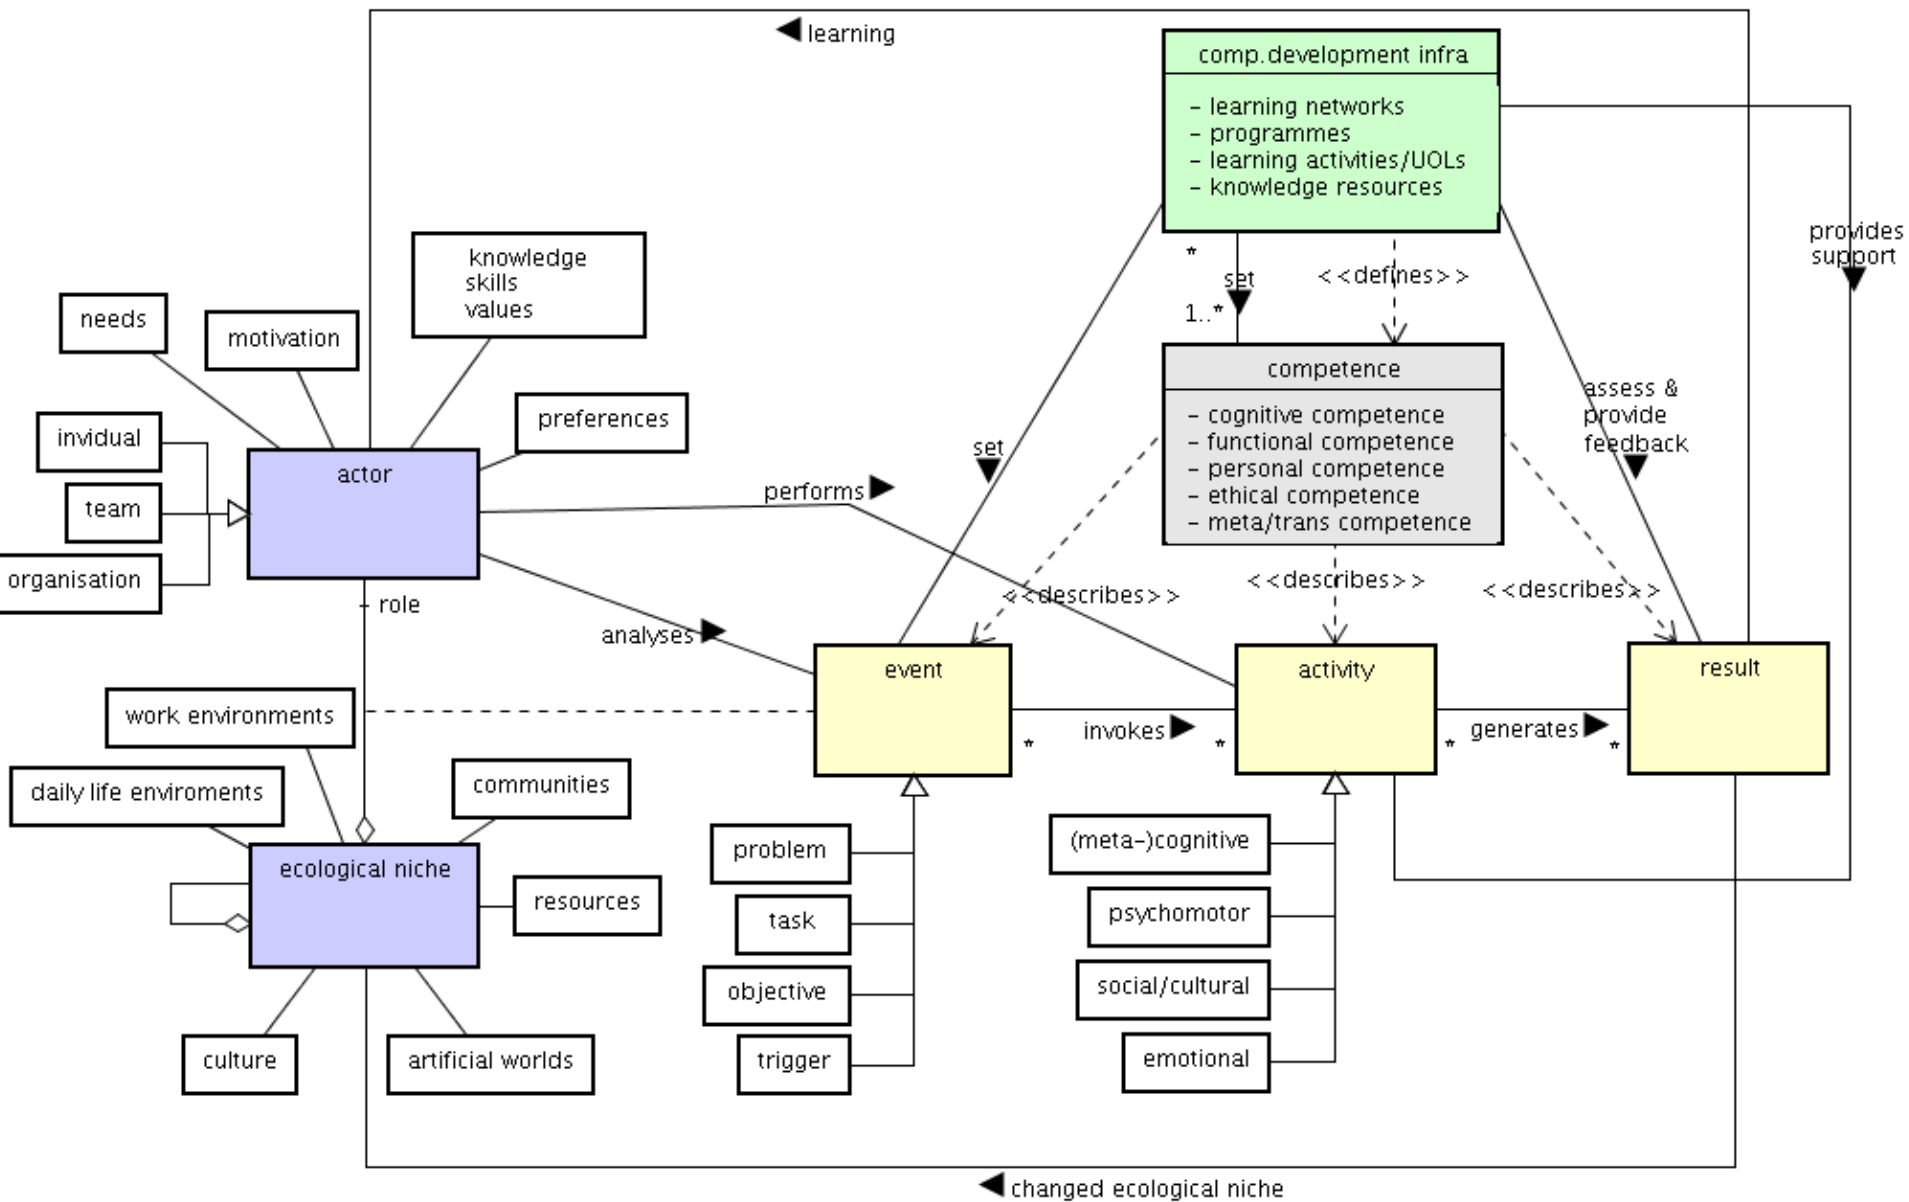 learning
comp.development infra
- learning networks
- programmes
- learning activities/UOLs
- knowledge resources
provides
support
*
set
1..*
<<defines>>
knowledge
skills
values
needs
motivation
preferences
invidual
team
organisation
actor
role
performs
analyses
set
competence
- cognitive competence
- functional competence
- personal competence
- ethical competence
- meta/trans competence
assess &
provide
feedback
<<describes>>
<<describes>>
<<describes>>
event
activity
result
*
invokes
*
*
generates
*
work environments
daily life enviroments
communities
ecological niche
resources
culture
artificial worlds
problem
task
objective
trigger
(meta-)cognitive
psychomotor
social/cultural
emotional
changed ecological niche